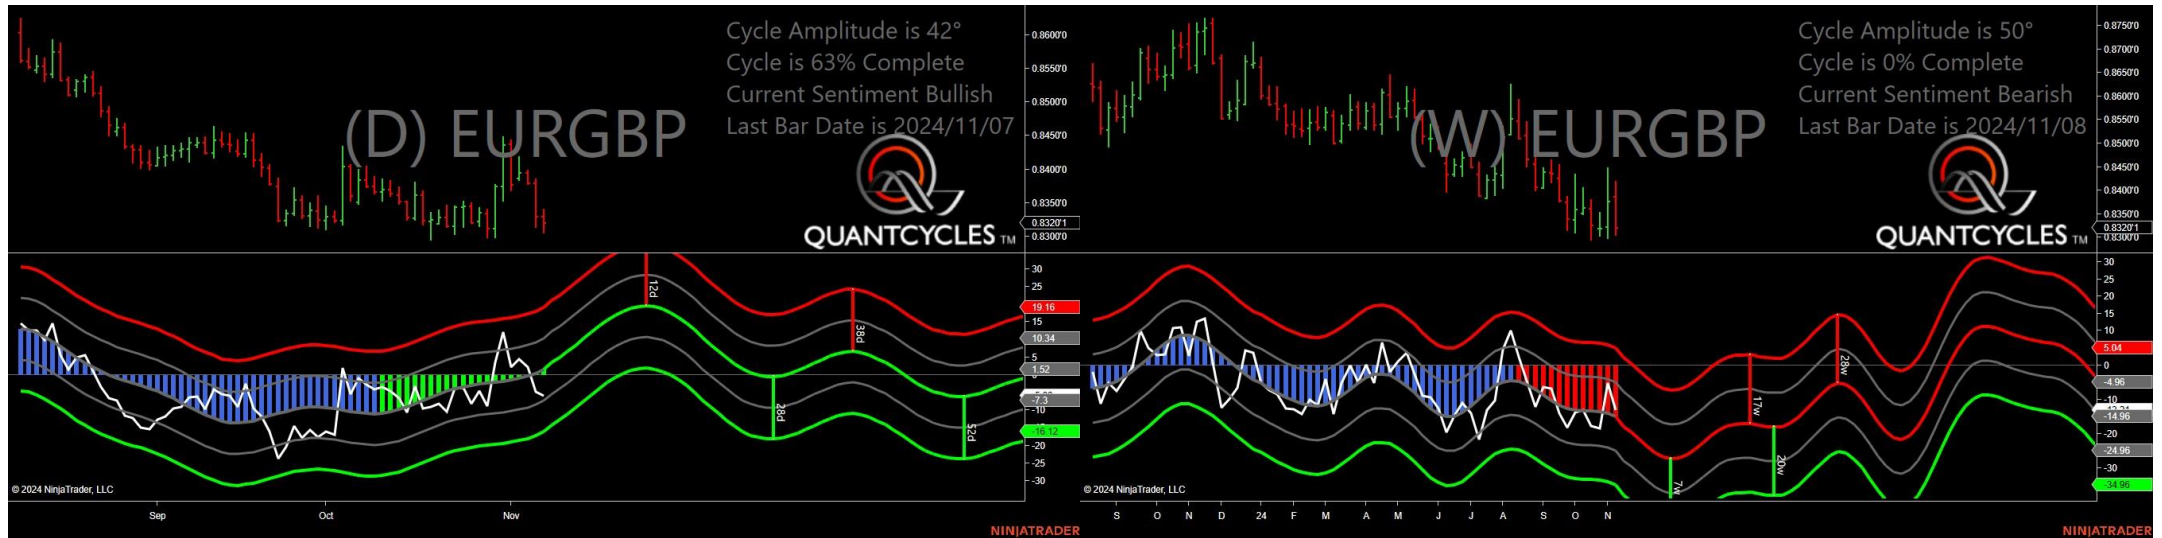 Cycle Amplitude is 42°
Cycle is 63% Complete
Current Sentiment Bullish
Last Bar Date is 2024/11/07
(D) EURGBP
QUANTCYCLES TM
0.8600'0
0.8550'0
0.8500'0
0.8450'0
0.8400'0
0.8350'0
0.8320'1
0.8300'0
12d
28d
38d
52d
30
25
19.16
15
10.34
5
1.52
-7.3
-10
-16.12
-20
-25
-30
© 2024 NinjaTrader, LLC
Sep Oct Nov
NINJATRADER
Cycle Amplitude is 50°
Cycle is 0% Complete
Current Sentiment Bearish
Last Bar Date is 2024/11/08
(W) EURGBP
QUANTCYCLES TM
0.8750'0
0.8700'0
0.8650'0
0.8600'0
0.8550'0
0.8500'0
0.8450'0
0.8400'0
0.8350'0
0.8320'1
0.8300'0
7w
17w
20w
28w
30
25
20
15
10
5.04
0
-4.96
-10
-14.96
-20
-24.96
-30
-34.96
© 2024 NinjaTrader, LLC
S O N D 24 F M A M J J A S O N
NINJATRADER